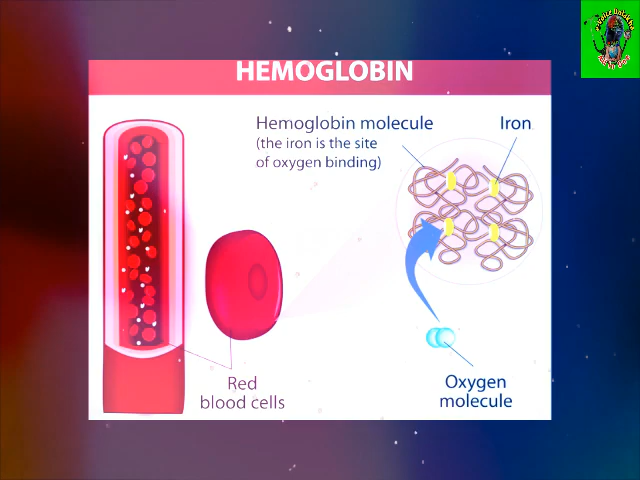 HEMOGLOBIN
Hemoglobin molecule
(the iron is the site
of oxygen binding)
Iron
Red
blood cells
Oxygen
molecule